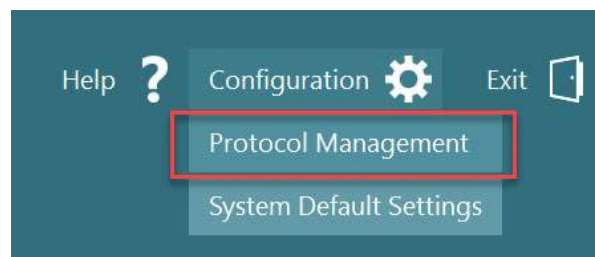 Help ? Configuration Exit
Protocol Management
System Default Settings